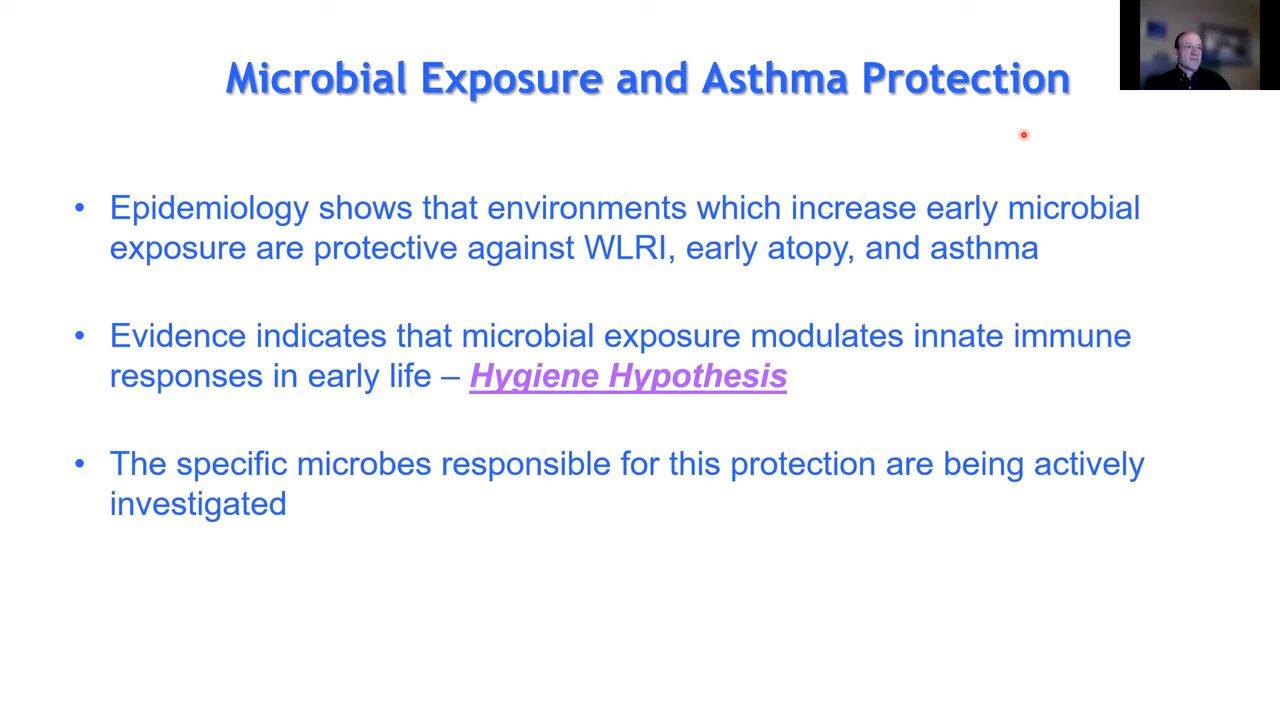 Microbial Exposure and Asthma Protection
• Epidemiology shows that environments which increase early microbial
exposure are protective against WLRI, early atopy, and asthma
• Evidence indicates that microbial exposure modulates innate immune
responses in early life – Hygiene Hypothesis
• The specific microbes responsible for this protection are being actively
investigated